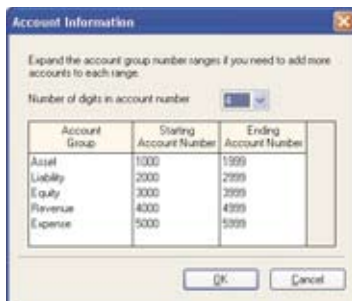 Account Information
Expand the account group number ranges if you need to add more
accounts to each range.
Number of digits in account number
4
Account Group Starting Account Number Ending Account Number
Asset 1000 1999
Liability 2000 2999
Equity 3000 3999
Revenue 4000 4999
Expense 5000 5999
OK Cancel